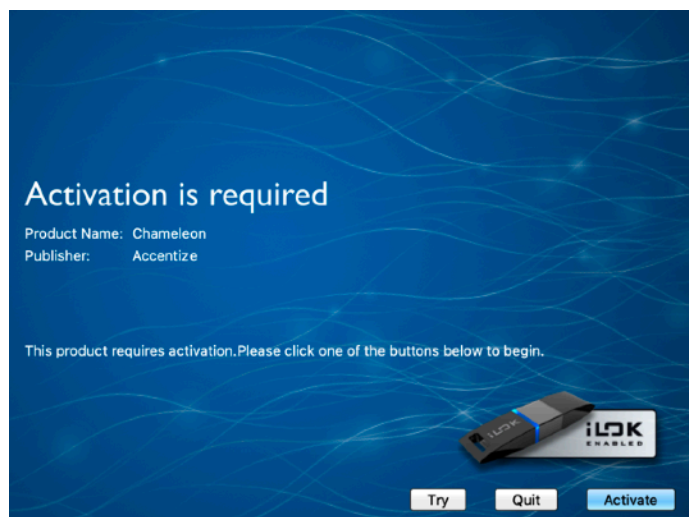 Activation is required
Product Name: Chameleon
Publisher: Accentize
This product requires activation.Please click one of the buttons below to begin.
iLOK
iLOK
ENABLED
Try Quit Activate